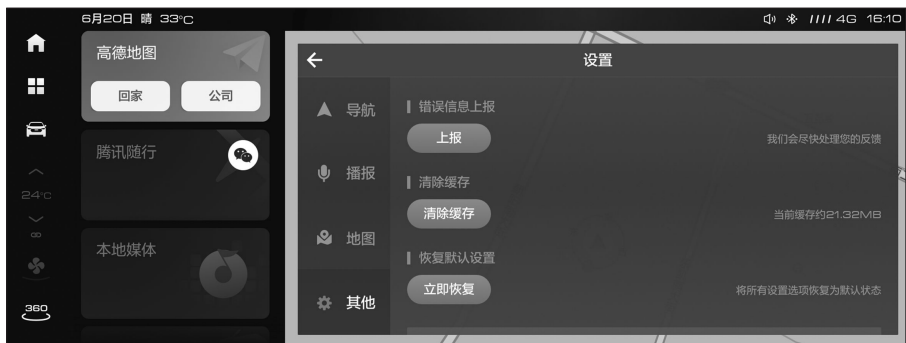 6月20日 晴 33°C
4G 16:10
高德地图
回家 公司
腾讯随行
24°C
本地媒体
360
设置
导航
播报
地图
其他
错误信息上报
上报 我们会尽快处理您的反馈
清除缓存
清除缓存 当前缓存约21.32MB
恢复默认设置
立即恢复 将所有设置选项恢复为默认状态